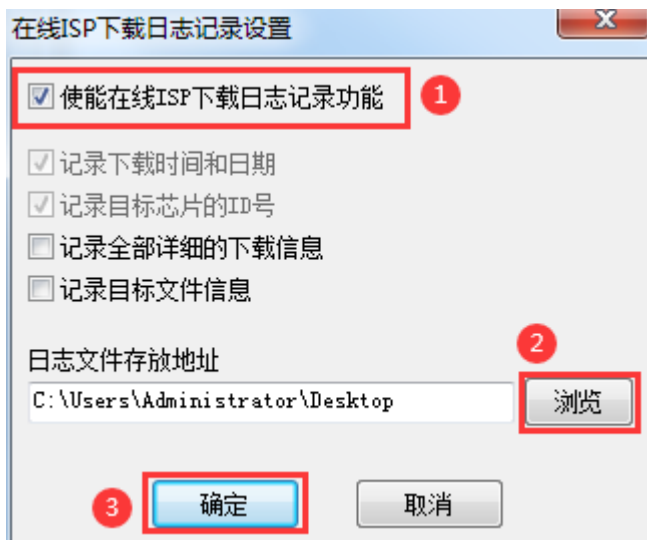 在线ISP下载日志记录设置
使能在线ISP下载日志记录功能
1
记录下载时间和日期
记录目标芯片的ID号
记录全部详细的下载信息
记录目标文件信息
日志文件存放地址
2
C:\Users\Administrator\Desktop
浏览
3
确定
取消